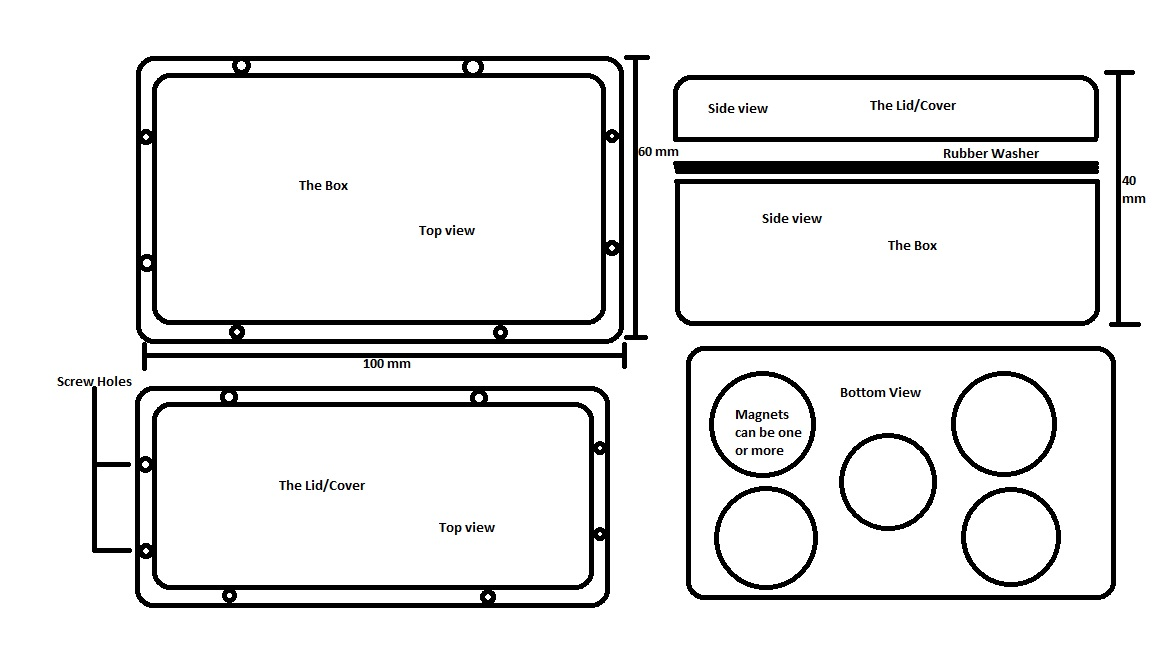 The Box
Top view
60 mm
100 mm
Side view
The Lid/Cover
Rubber Washer
Side view
The Box
40
mm
Screw Holes
The Lid/Cover
Top view
Bottom View
Magnets
can be one
or more